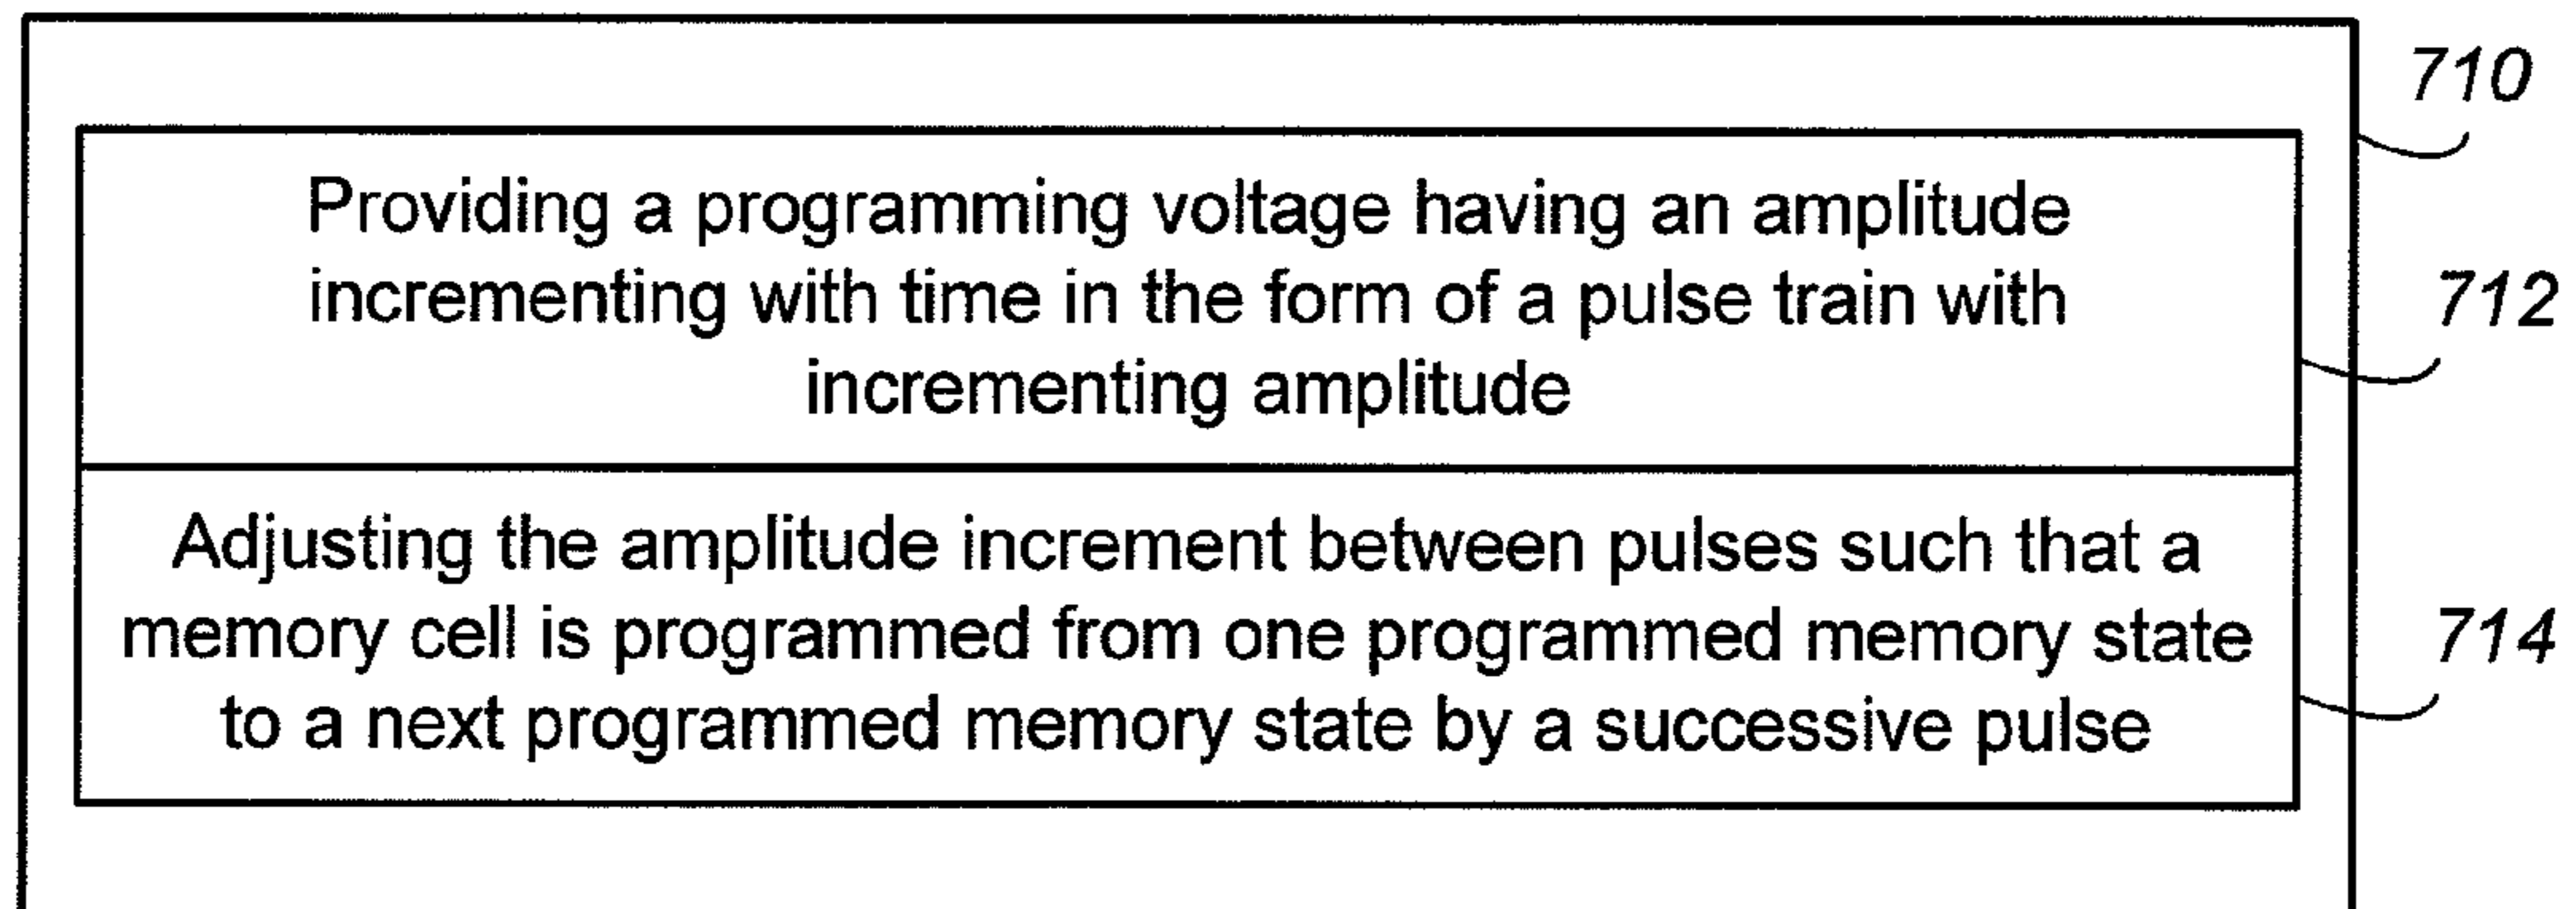 710
Providing a programming voltage having an amplitude
incrementing with time in the form of a pulse train with
incrementing amplitude
712
Adjusting the amplitude increment between pulses such that a
memory cell is programmed from one programmed memory state
to a next programmed memory state by a successive pulse
714